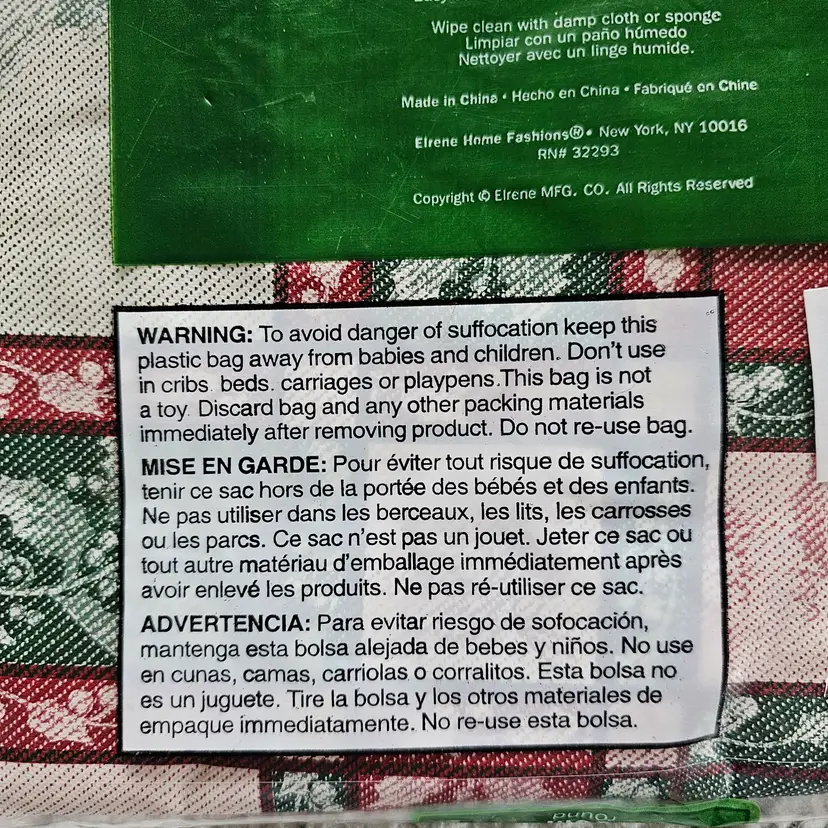 Wipe clean with damp cloth or sponge
Limpiar con un paño húmedo
Nettoyer avec un linge humide.
Made in China • Hecho en China • Fabriqué en Chine
Elrene Home Fashions®• New York, NY 10016
RN# 32293
Copyright © Elrene MFG. CO. All Rights Reserved
WARNING: To avoid danger of suffocation keep this
plastic bag away from babies and children. Don't use
in cribs. beds. carriages or playpens.This bag is not
a toy. Discard bag and any other packing materials
immediately after removing product. Do not re-use bag.
MISE EN GARDE: Pour éviter tout risque de suffocation,
tenir ce sac hors de la portée des bébés et des enfants.
Ne pas utiliser dans les berceaux, les lits, les carrosses
ou les parcs. Ce sac n'est pas un jouet. Jeter ce sac ou
tout autre matériau d'emballage immédiatement après
avoir enlevé les produits. Ne pas ré-utiliser ce sac.
ADVERTENCIA: Para evitar riesgo de sofocación,
mantenga esta bolsa alejada de bebes y niños. No use
en cunas, camas, carriolas o corralitos. Esta bolsa no
es un juguete. Tire la bolsa y los otros materiales de
empaque immediatamente. No re-use esta bolsa.
round